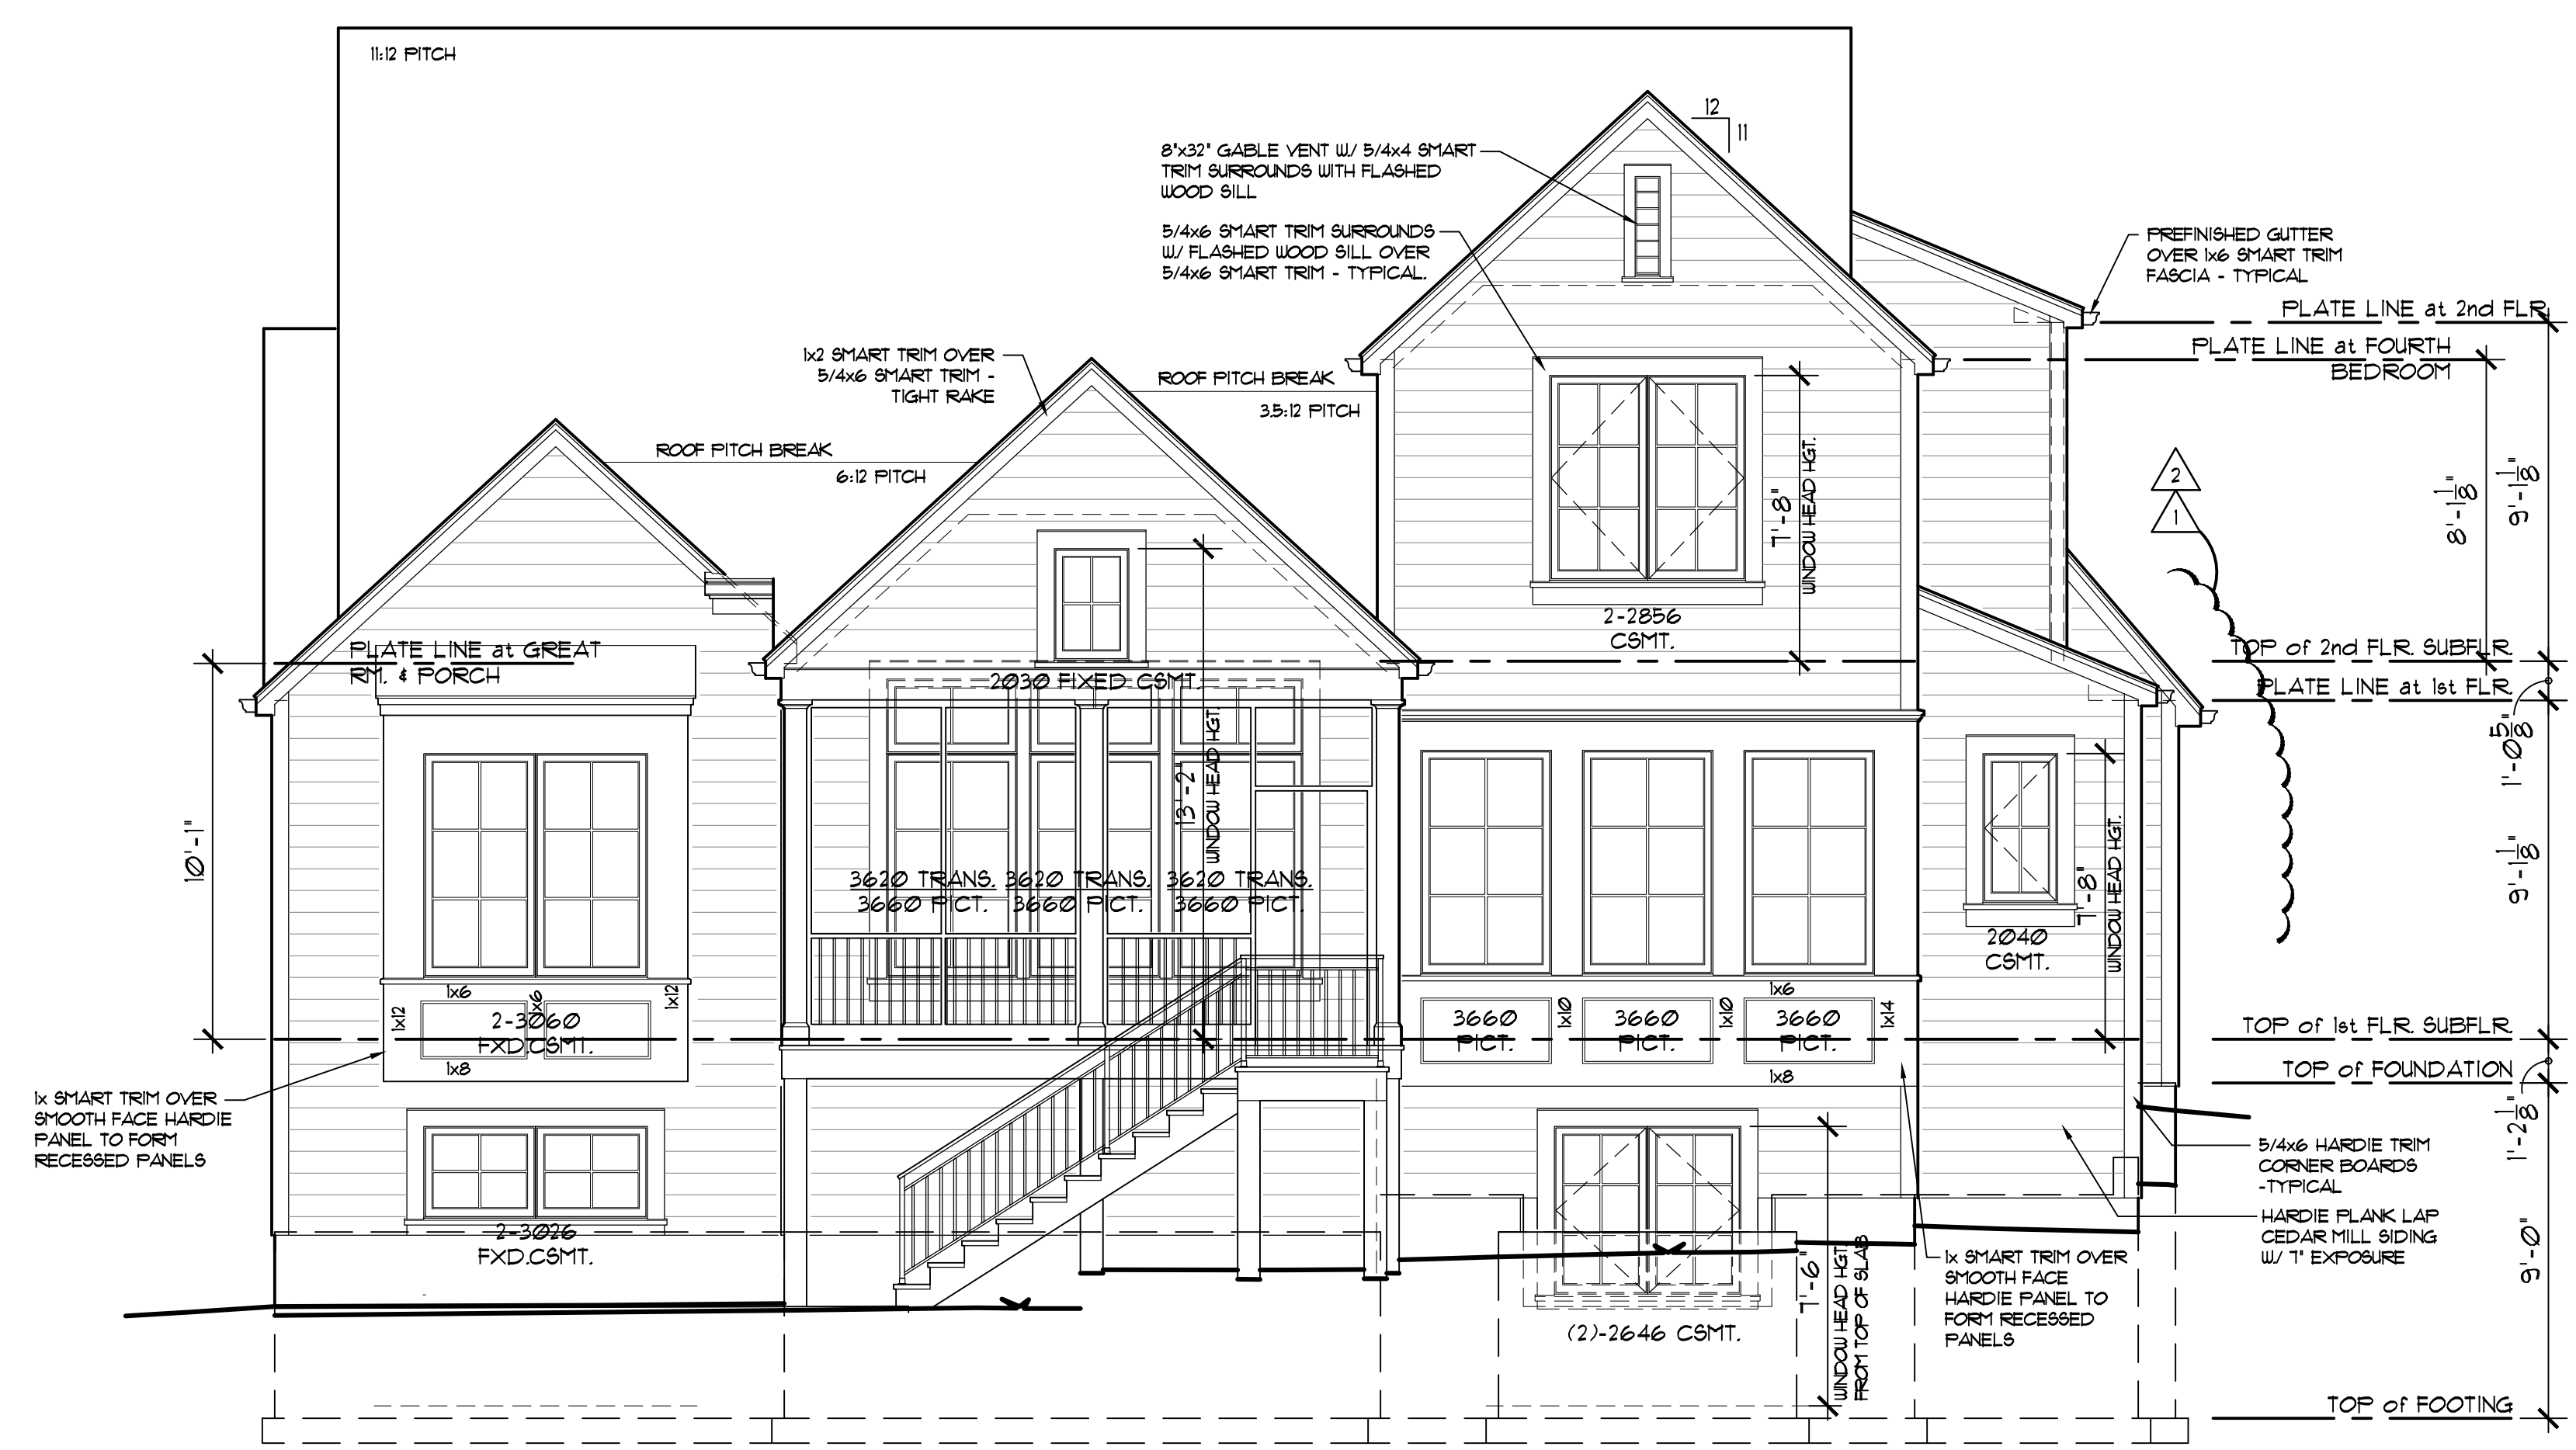 11:12 PITCH
12
11
8"x32" GABLE VENT W/ 5/4x4 SMART
TRIM SURROUNDS WITH FLASHED
WOOD SILL
5/4x6 SMART TRIM SURROUNDS
W/ FLASHED WOOD SILL OVER
5/4x6 SMART TRIM - TYPICAL.
PREFINISHED GUTTER
OVER 1x6 SMART TRIM
FASCIA - TYPICAL
PLATE LINE at 2nd FLR.
PLATE LINE at FOURTH
BEDROOM
1x2 SMART TRIM OVER
5/4x6 SMART TRIM -
TIGHT RAKE
ROOF PITCH BREAK
3.5:12 PITCH
ROOF PITCH BREAK
6:12 PITCH
2
1
8'-1 1/8"
9'-1 1/8"
7'-8"
WINDOW HEAD HGT.
2-2856
CSMT.
PLATE LINE at GREAT
RM. & PORCH
TOP of 2nd FLR. SUBFLR.
PLATE LINE at 1st FLR.
2030 FIXED CSMT.
1'-0 5/8"
10'-1"
13'-2"
WINDOW HEAD HGT.
3620 TRANS. 3620 TRANS. 3620 TRANS.
3660 PICT. 3660 PICT. 3660 PICT.
7'-8"
WINDOW HEAD HGT.
9'-1 1/8"
2040
CSMT.
1x6
1x12
1x6
1x12
2-3060
FXD.CSMT.
1x8
1x6
3660
PICT.
1x10
3660
PICT.
1x10
3660
PICT.
1x14
1x8
TOP of 1st FLR. SUBFLR.
TOP of FOUNDATION
1'-2 1/8"
1x SMART TRIM OVER
SMOOTH FACE HARDIE
PANEL TO FORM
RECESSED PANELS
5/4x6 HARDIE TRIM
CORNER BOARDS
-TYPICAL
HARDIE PLANK LAP
CEDAR MILL SIDING
W/ 7" EXPOSURE
2-3026
FXD.CSMT.
1x SMART TRIM OVER
SMOOTH FACE
HARDIE PANEL TO
FORM RECESSED
PANELS
7'-6"
WINDOW HEAD HGT.
FROM TOP OF SLAB
(2)-2646 CSMT.
9'-0"
TOP of FOOTING